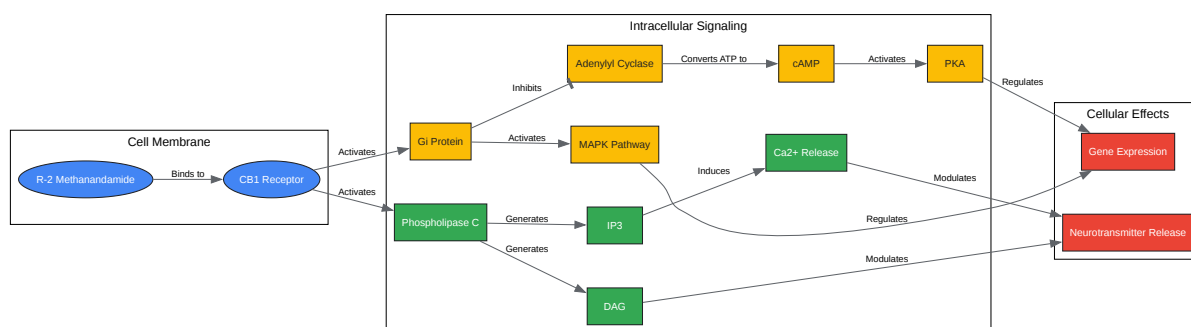 Intracellular Signaling
Adenylyl Cyclase
Converts ATP to
cAMP
Activates
PKA
Regulates
Inhibits
Cellular Effects
Cell Membrane
Gi Protein
Activates
MAPK Pathway
Ca2+ Release
Gene Expression
Activates
R-2 Methanandamide
Binds to
CB1 Receptor
Activates
Induces
Modulates
Phospholipase C
Generates
IP3
Regulates
Neurotransmitter Release
Generates
Modulates
DAG